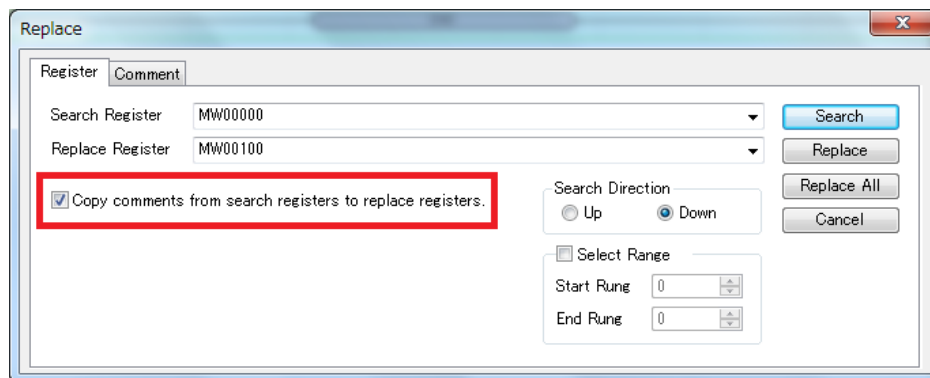 Replace
Register Comment
Search Register MW00000 Search
Replace Register MW00100 Replace
Copy comments from search registers to replace registers.
Search Direction Replace All
Up Down Cancel
Select Range
Start Rung 0
End Rung 0